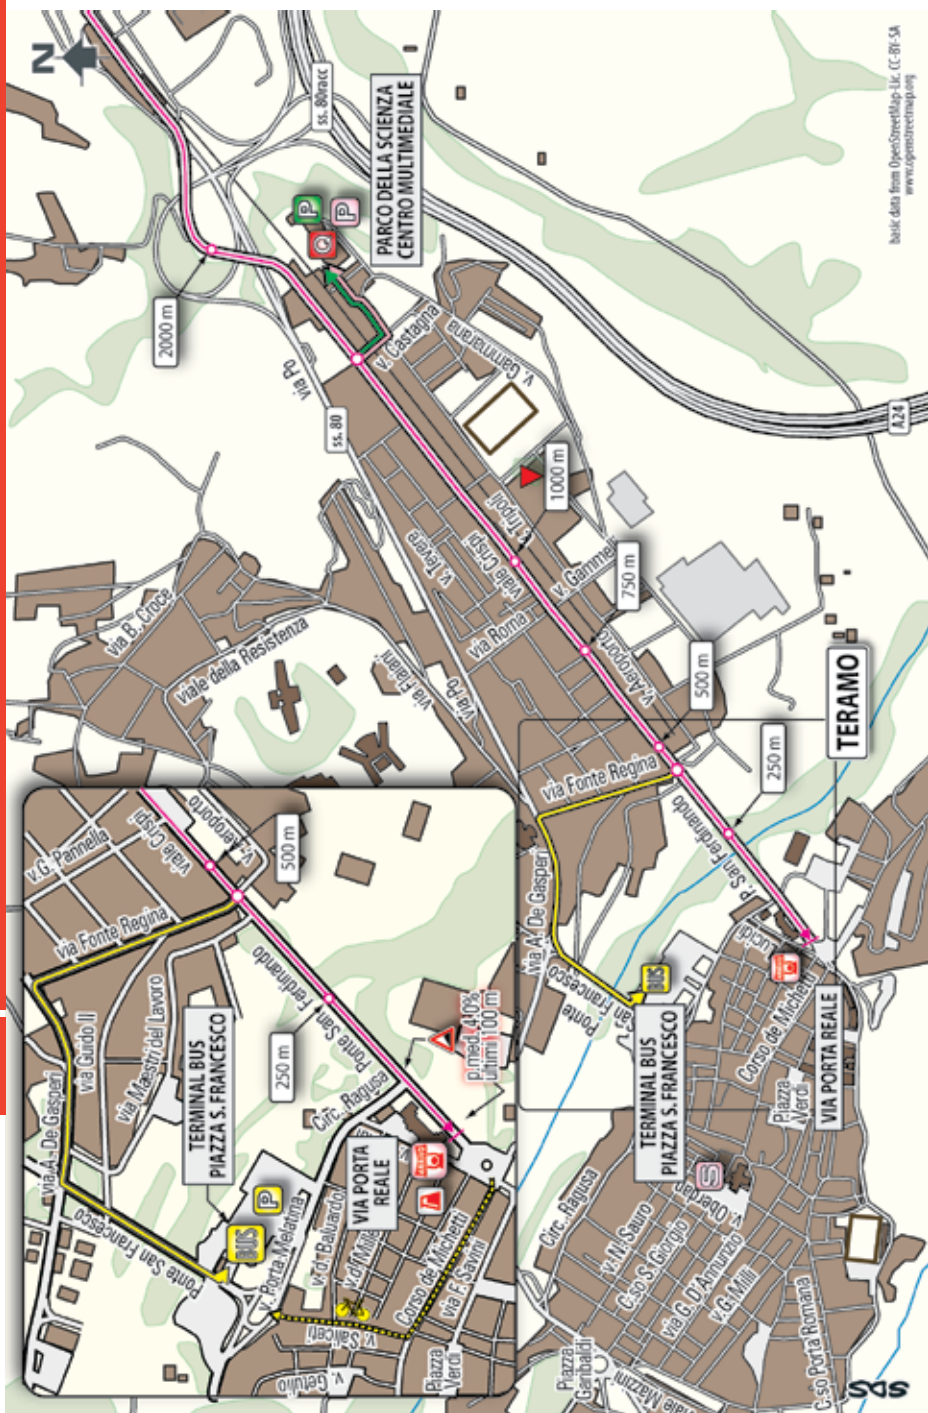 N
basic data from OpenStreetMap-Lic. CC-BY-SA
www.openstreetmap.org
ss. 80racc
PARCO DELLA SCIENZA
CENTRO MULTIMEDIALE
P
Q
P
2000 m
via Po
ss. 80
v. Castagna
v. Gammarana
A24
1000 m
v. Tripoli
viale Crispi
v. Tevere
via Roma
750 m
v. Aeroporto
500 m
via B. Croce
viale della Resistenza
via Flaiani
via Po
via Fonte Regina
TERAMO
250 m
P. San Ferdinando
via A. De Gasperi
Ponte
San Francesco
BUS
TERMINAL BUS
PIAZZA S. FRANCESCO
Lucidi
Corso de Michetti
Piazza
Verdi
VIA PORTA REALE
Circ. Ragusa
S
v. Oberdan
v. N. Sauro
C.so S. Giorgio
via G. D'Annunzio
v. G. Milli
C.so Porta Romana
Piazza
Garibaldi
viale Mazzini
SDS
v.G. Pannella
viale Crispi
v. Aeroporto
500 m
via Fonte Regina
via Guido II
via Maestri del Lavoro
via A. De Gasperi
Ponte San Francesco
TERMINAL BUS
PIAZZA S. FRANCESCO
250 m
Ponte San Ferdinando
p.med. 4.0%
ultimi 100 m
Circ. Ragusa
P
BUS
v. Porta Melatina
VIA PORTA
REALE
Corso de Michetti
via F. Savini
v. Saliceti
v. Getulio
Piazza
Verdi